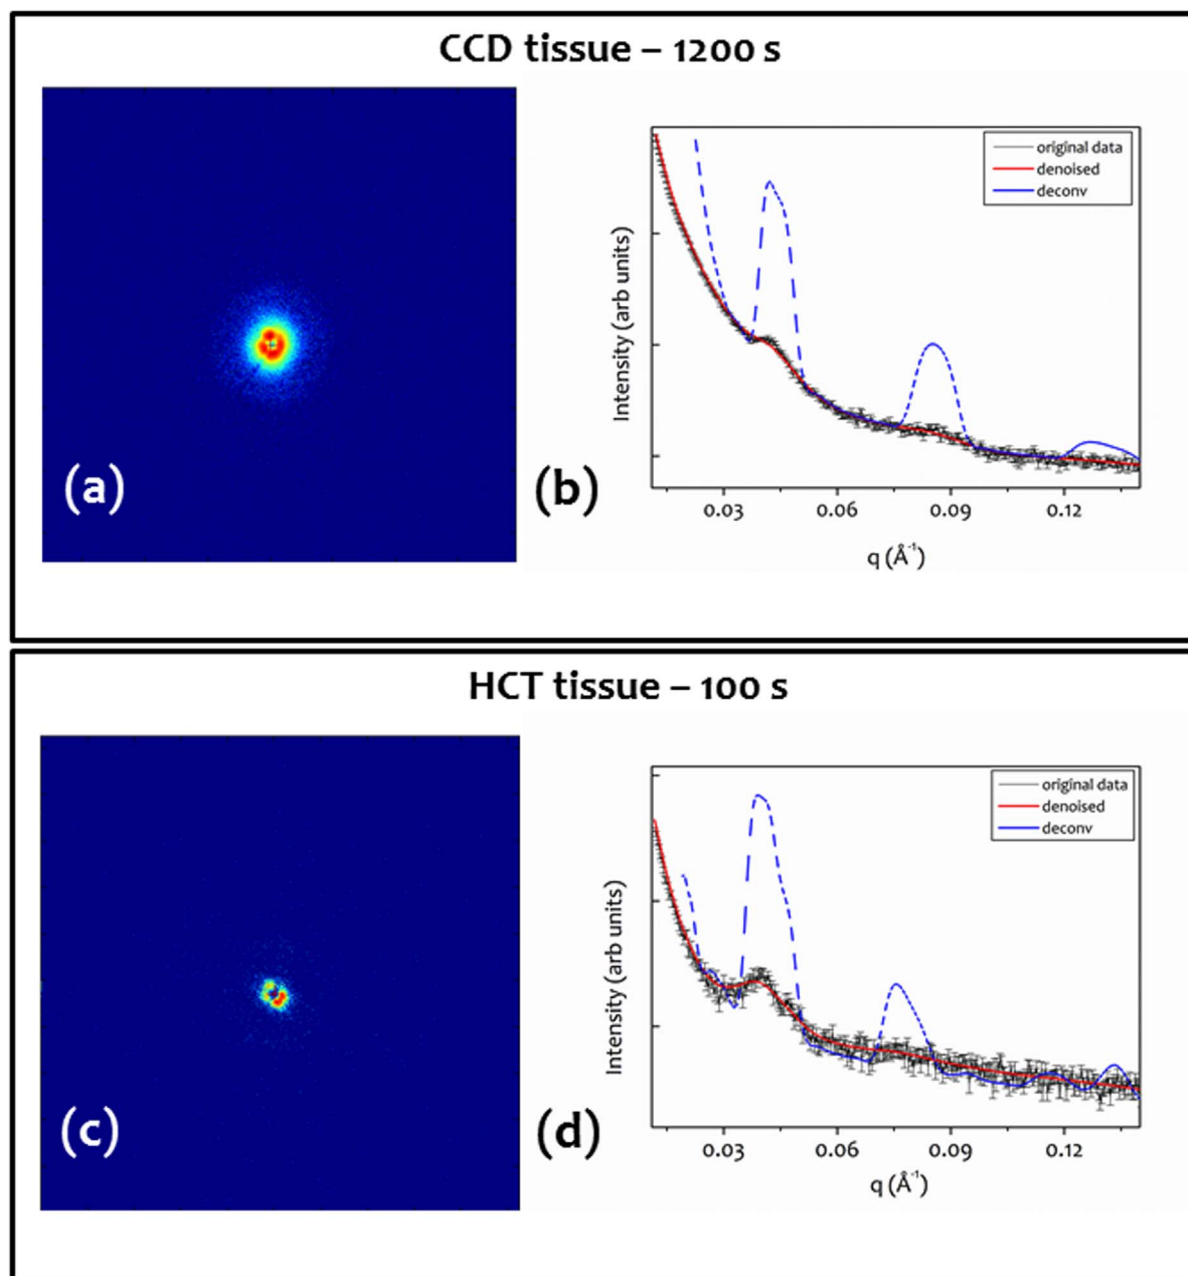 CCD tissue – 1200 s
(a)
(b)
Intensity (arb units)
original data
denoised
deconv
0.03 0.06 0.09 0.12
q (Å⁻¹)
HCT tissue – 100 s
(c)
(d)
Intensity (arb units)
original data
denoised
deconv
0.03 0.06 0.09 0.12
q (Å⁻¹)